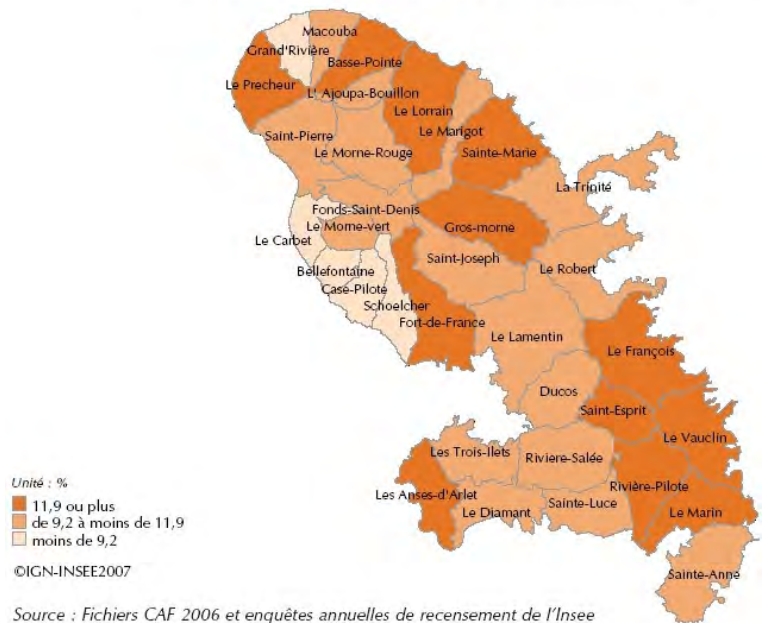 Macouba
Grand'Rivière
Basse-Pointe
Le Precheur
L' Ajoupa-Bouillon
Le Lorrain
Le Marigot
Saint-Pierre
Le Morne-Rouge
Sainte-Marie
La Trinité
Fonds-Saint-Denis
Le Morne-vert
Gros-morne
Le Carbet
Saint-Joseph
Le Robert
Bellefontaine
Case-Pilote
Schoelcher
Fort-de-France
Le Lamentin
Le François
Ducos
Saint-Esprit
Le Vauclin
Les Trois-Ilets
Riviere-Salée
Les Anses-d'Arlet
Rivière-Pilote
Le Diamant
Sainte-Luce
Le Marin
Sainte-Anne
Unité : %
11,9 ou plus
de 9,2 à moins de 11,9
moins de 9,2
©IGN-INSEE2007
Source : Fichiers CAF 2006 et enquêtes annuelles de recensement de l'Insee